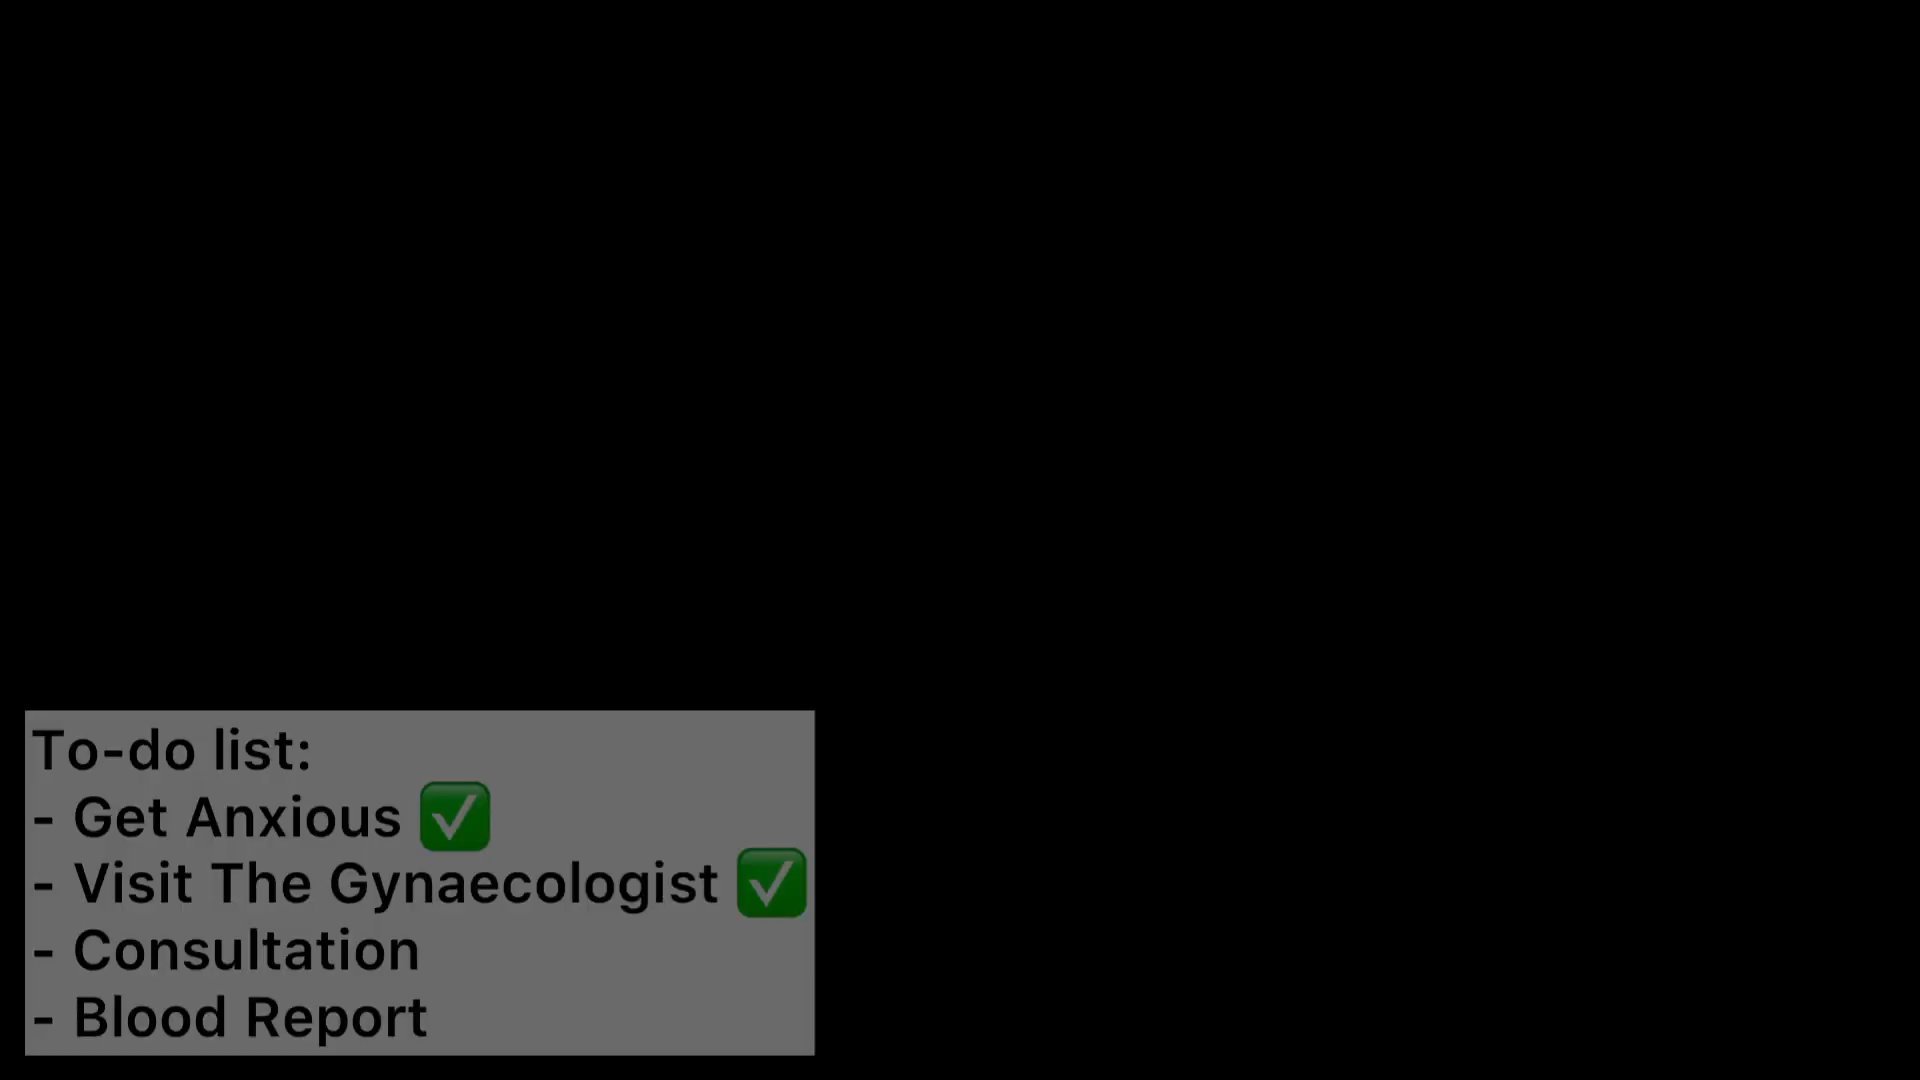 To-do list:
- Get Anxious ✅
- Visit The Gynaecologist ✅
- Consultation
- Blood Report